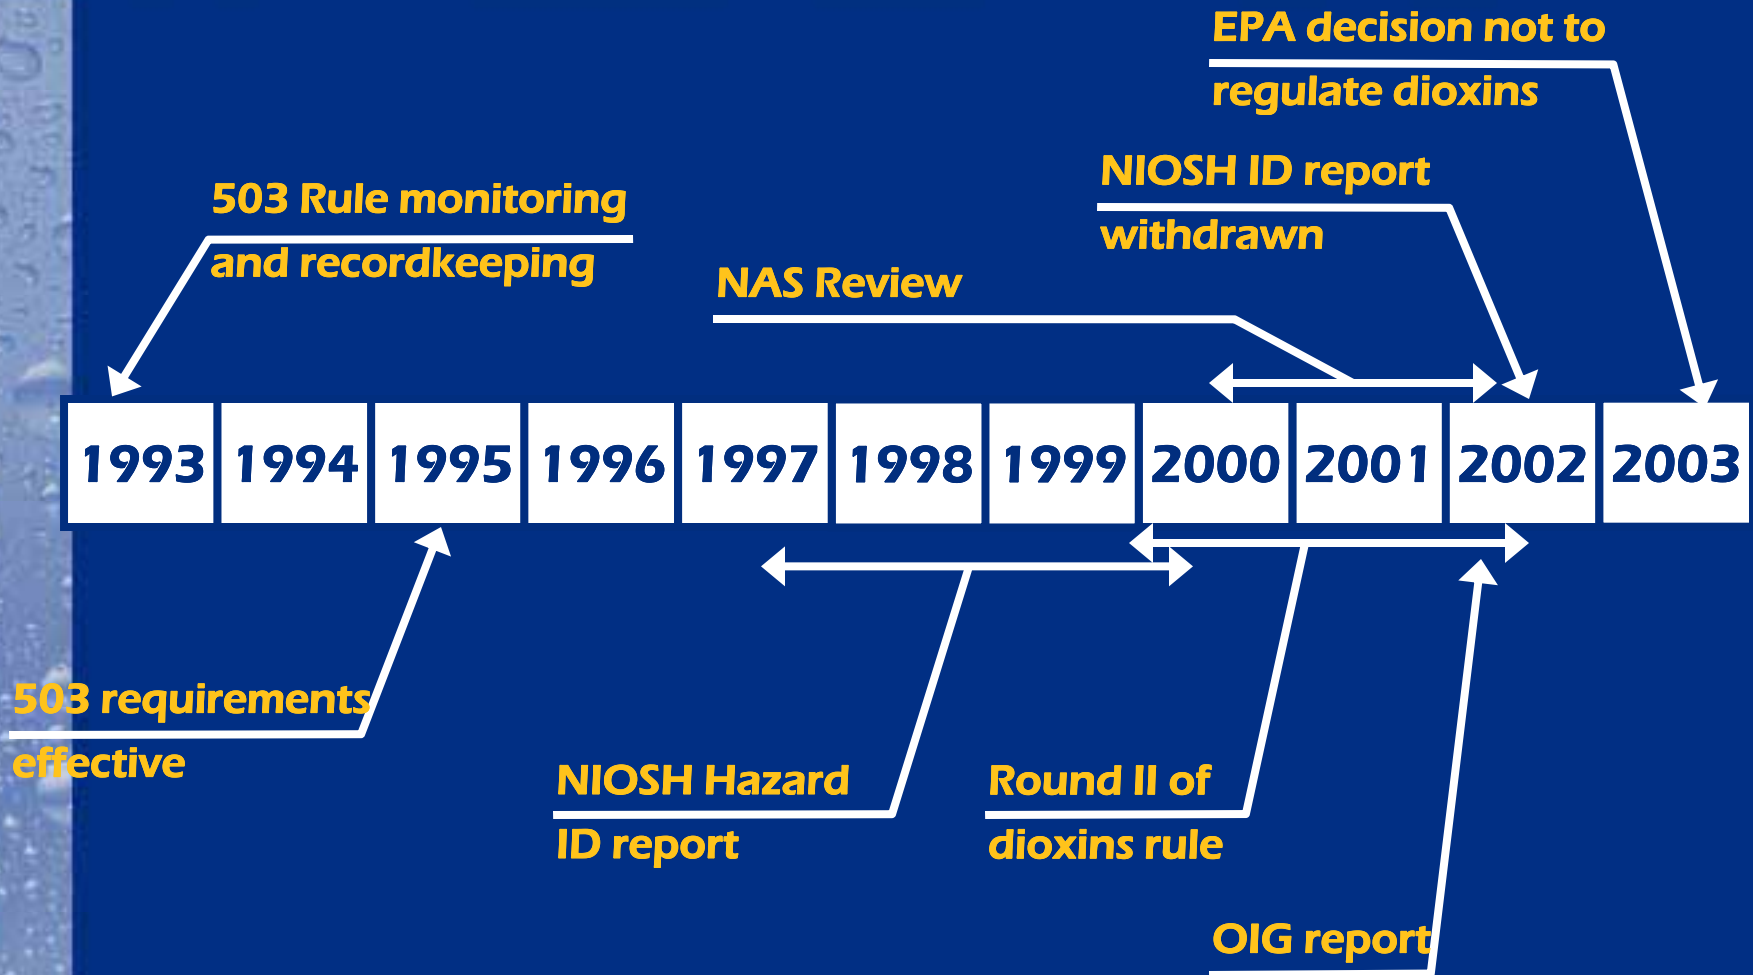 EPA decision not to
regulate dioxins
NIOSH ID report
withdrawn
503 Rule monitoring
and recordkeeping
NAS Review
1993 1994 1995 1996 1997 1998 1999 2000 2001 2002 2003
503 requirements
effective
NIOSH Hazard
ID report
Round II of
dioxins rule
OIG report